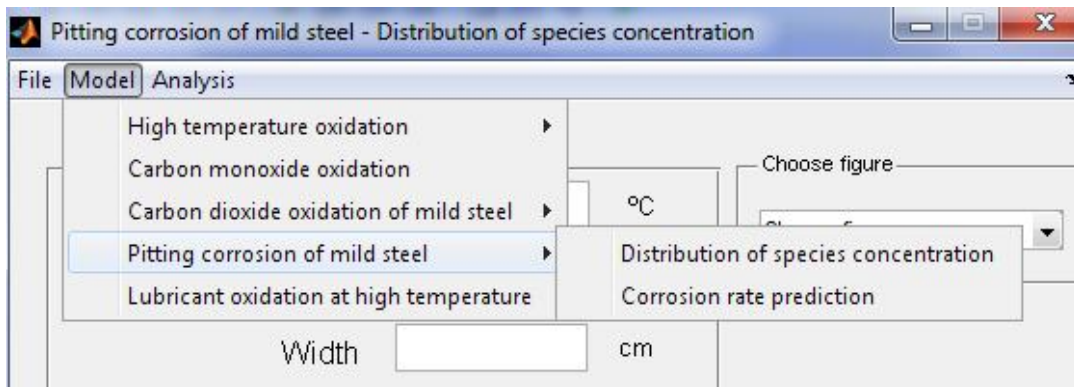 Pitting corrosion of mild steel - Distribution of species concentration
File Model Analysis
High temperature oxidation
Carbon monoxide oxidation
Carbon dioxide oxidation of mild steel
Pitting corrosion of mild steel
Lubricant oxidation at high temperature
Distribution of species concentration
Corrosion rate prediction
ºC
Choose figure
Width cm